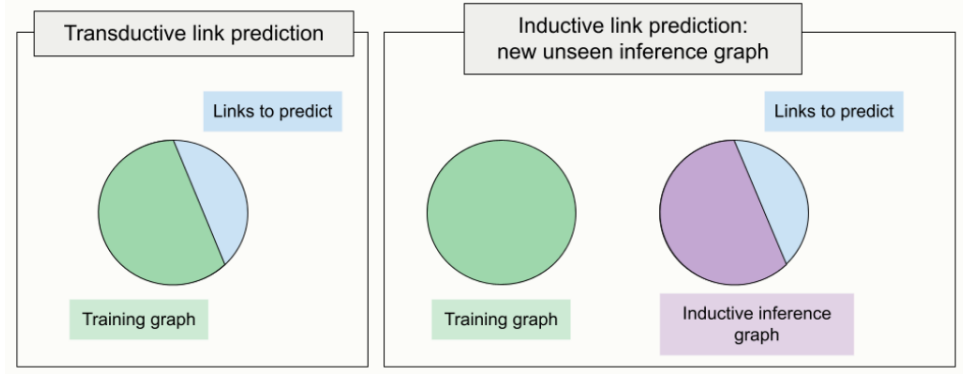 Transductive link prediction
Links to predict
Training graph
Inductive link prediction:
new unseen inference graph
Links to predict
Training graph
Inductive inference
graph